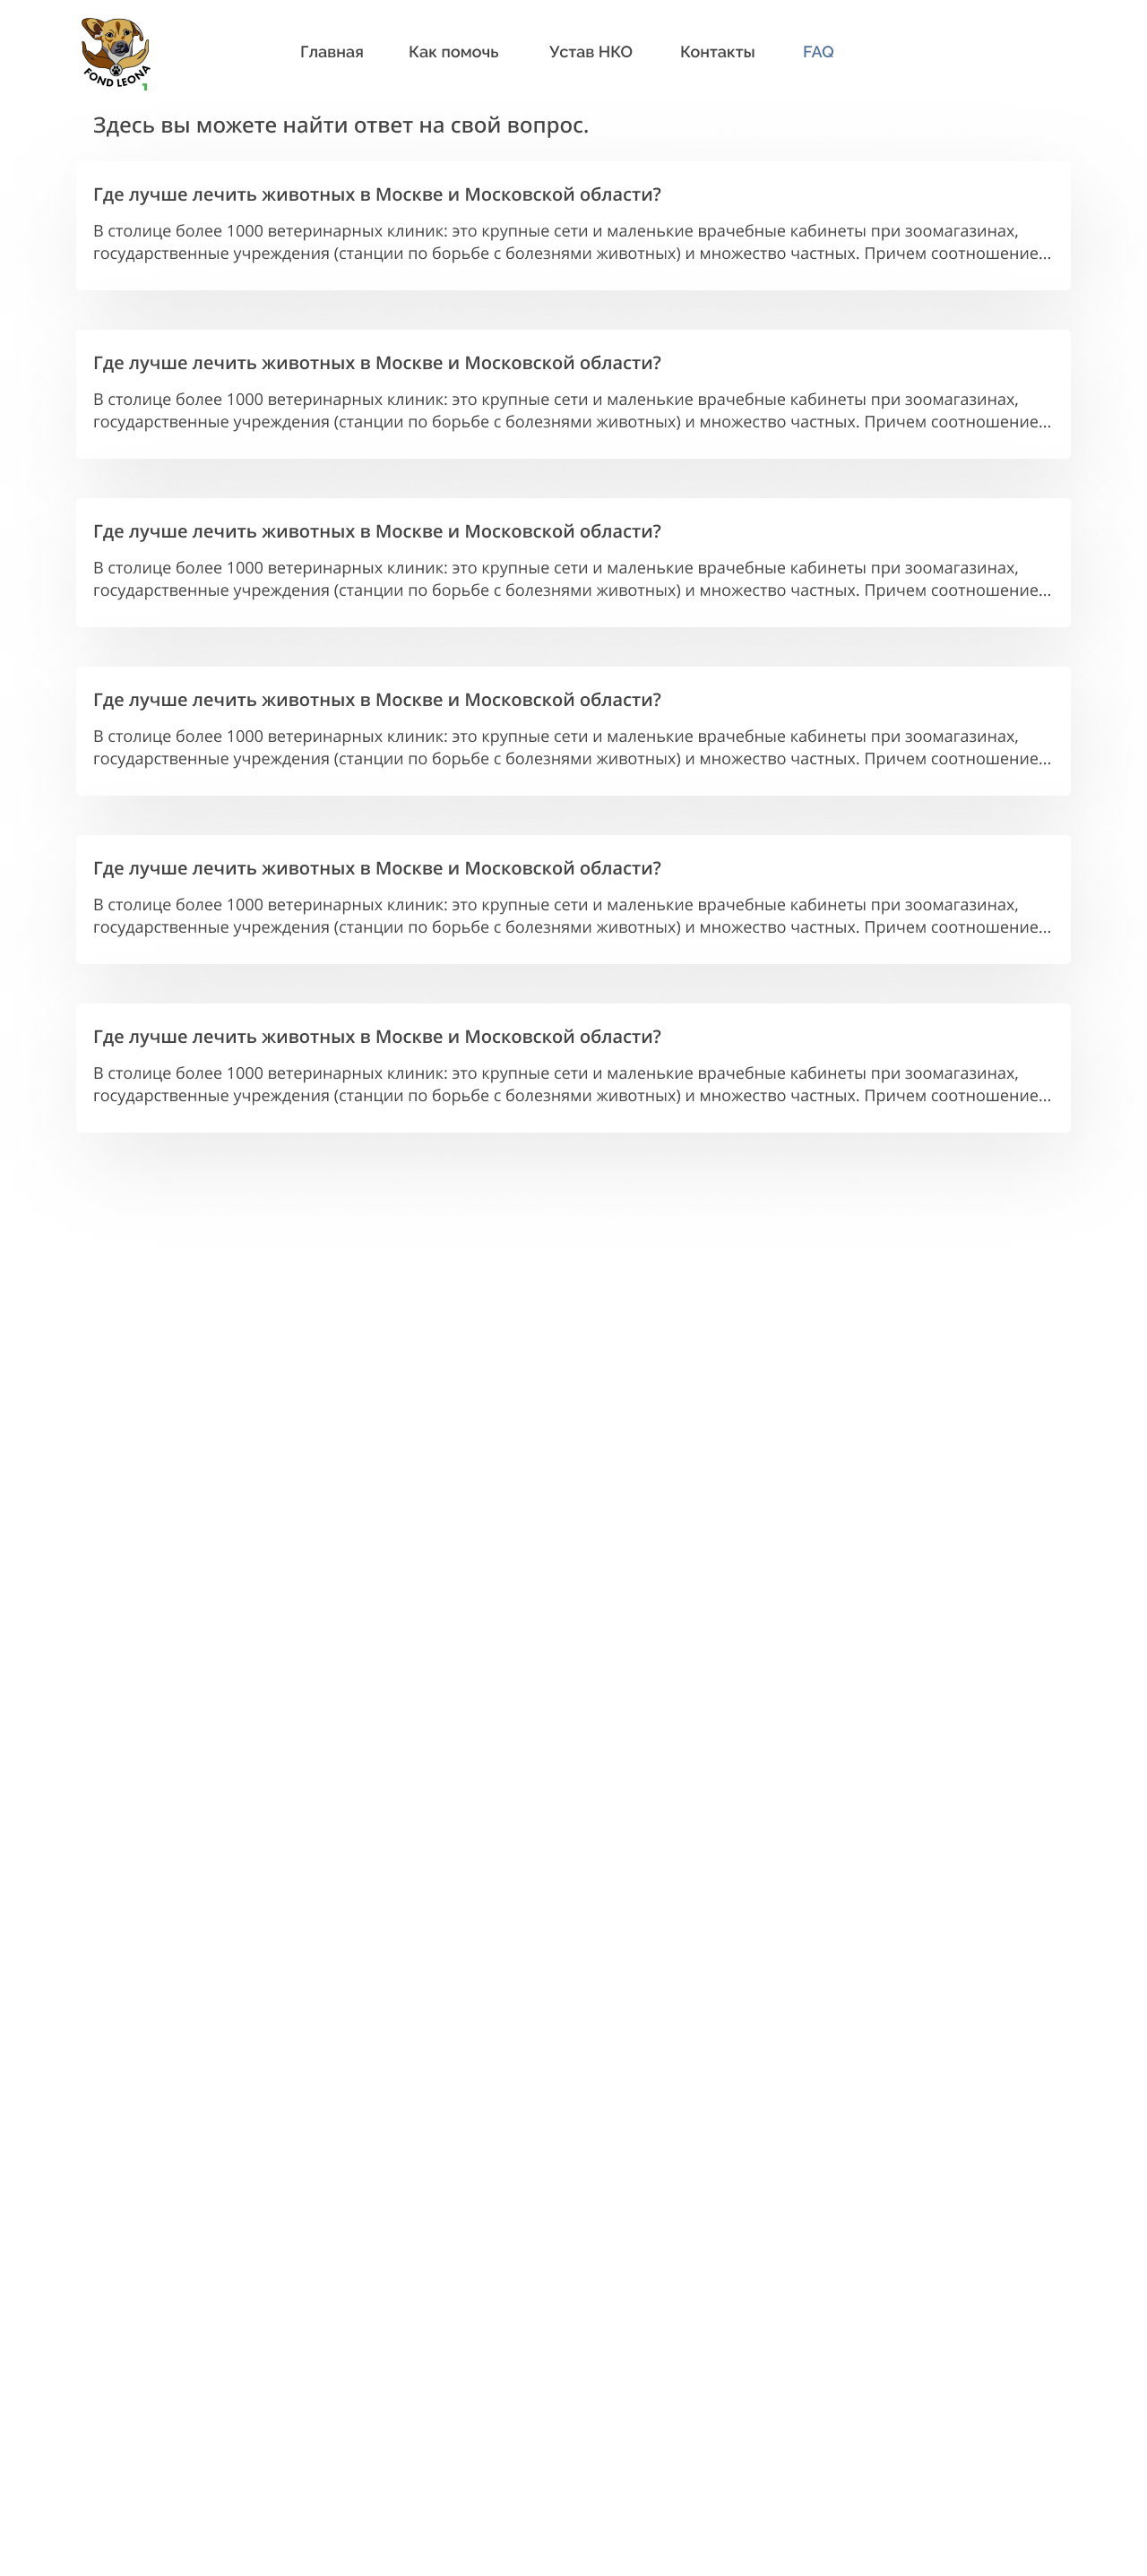 FOND LEONA
Главная Как помочь Устав НКО Контакты FAQ
Здесь вы можете найти ответ на свой вопрос.
Где лучше лечить животных в Москве и Московской области?
В столице более 1000 ветеринарных клиник: это крупные сети и маленькие врачебные кабинеты при зоомагазинах,
государственные учреждения (станции по борьбе с болезнями животных) и множество частных. Причем соотношение...
Где лучше лечить животных в Москве и Московской области?
В столице более 1000 ветеринарных клиник: это крупные сети и маленькие врачебные кабинеты при зоомагазинах,
государственные учреждения (станции по борьбе с болезнями животных) и множество частных. Причем соотношение...
Где лучше лечить животных в Москве и Московской области?
В столице более 1000 ветеринарных клиник: это крупные сети и маленькие врачебные кабинеты при зоомагазинах,
государственные учреждения (станции по борьбе с болезнями животных) и множество частных. Причем соотношение...
Где лучше лечить животных в Москве и Московской области?
В столице более 1000 ветеринарных клиник: это крупные сети и маленькие врачебные кабинеты при зоомагазинах,
государственные учреждения (станции по борьбе с болезнями животных) и множество частных. Причем соотношение...
Где лучше лечить животных в Москве и Московской области?
В столице более 1000 ветеринарных клиник: это крупные сети и маленькие врачебные кабинеты при зоомагазинах,
государственные учреждения (станции по борьбе с болезнями животных) и множество частных. Причем соотношение...
Где лучше лечить животных в Москве и Московской области?
В столице более 1000 ветеринарных клиник: это крупные сети и маленькие врачебные кабинеты при зоомагазинах,
государственные учреждения (станции по борьбе с болезнями животных) и множество частных. Причем соотношение...